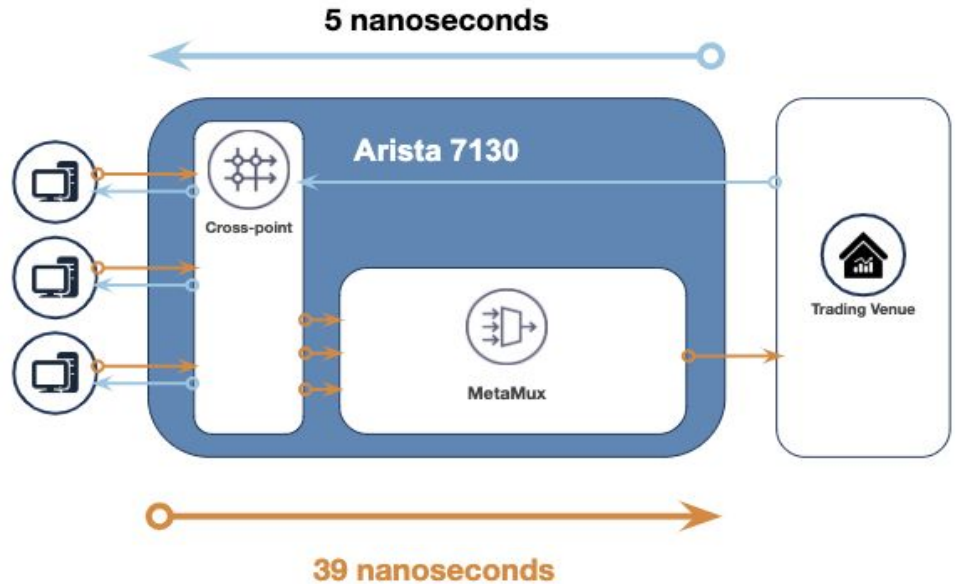 5 nanoseconds
Arista 7130
Cross-point
MetaMux
Trading Venue
39 nanoseconds